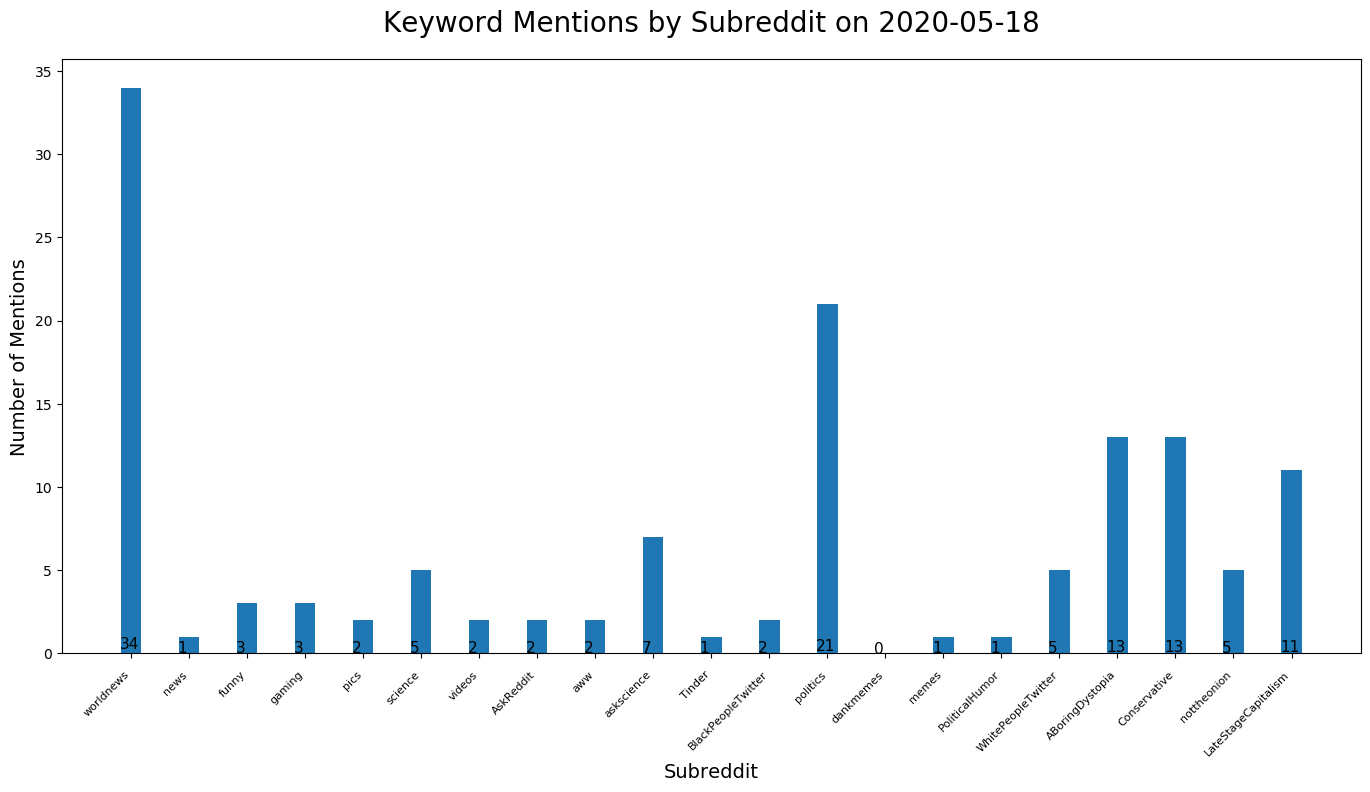 Keyword Mentions by Subreddit on 2020-05-18
Number of Mentions
35
30
25
20
15
10
5
0
34
1
3
3
2
5
2
2
2
7
1
2
21
0
1
1
5
13
13
5
11
worldnews
news
funny
gaming
pics
science
videos
AskReddit
aww
askscience
Tinder
BlackPeopleTwitter
politics
dankmemes
memes
PoliticalHumor
WhitePeopleTwitter
ABoringDystopia
Conservative
nottheonion
LateStageCapitalism
Subreddit